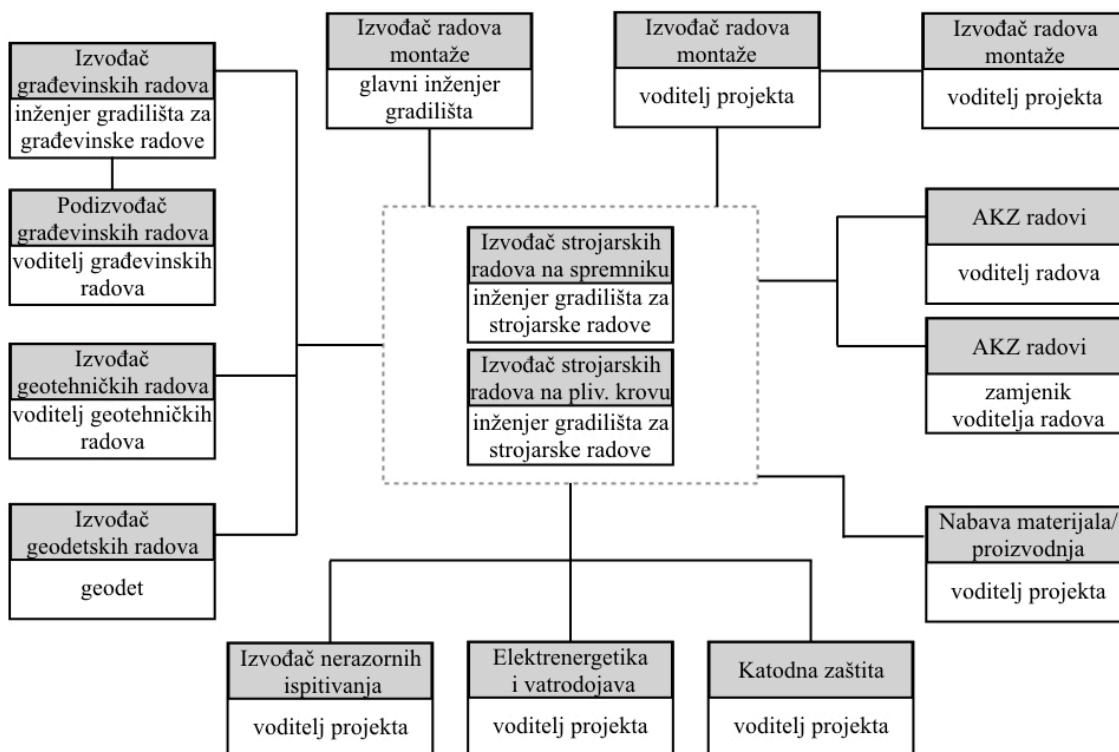 Izvođač
građevinskih radova
inženjer gradilišta za
građevinske radove
Podizvođač
građevinskih radova
voditelj građevinskih
radova
Izvođač
geotehničkih radova
voditelj geotehničkih
radova
Izvođač
geodetskih radova
geodet
Izvođač radova
montaže
glavni inženjer
gradilišta
Izvođač radova
montaže
voditelj projekta
Izvođač radova
montaže
voditelj projekta
Izvođač strojarskih
radova na spremniku
inženjer gradilišta za
strojarske radove
Izvođač strojarskih
radova na pliv. krovu
inženjer gradilišta za
strojarske radove
AKZ radovi
voditelj radova
AKZ radovi
zamjenik
voditelja radova
Nabava materijala/
proizvodnja
voditelj projekta
Izvođač nerazornih
ispitivanja
voditelj projekta
Elektrenergetika
i vatrodojava
voditelj projekta
Katodna zaštita
voditelj projekta